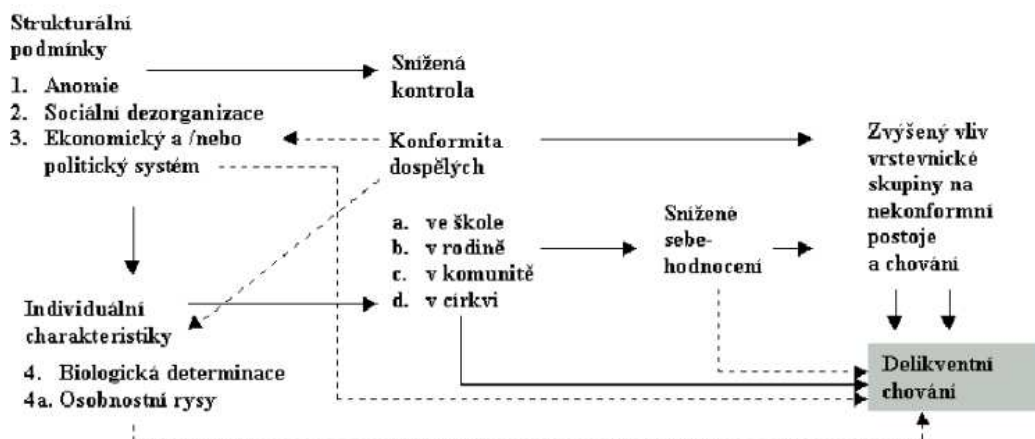 Strukturální
podmínky
1. Anomie
2. Sociální dezorganizace
3. Ekonomický a /nebo
politický systém
Snížená
kontrola
Konformita
dospělých
a. ve škole
b. v rodině
c. v komunitě
d. v církvi
Snížené
sebe-
hodnocení
Zvýšený vliv
vrstevnické
skupiny na
nekonformní
postoje
a chování
Individuální
charakteristiky
4. Biologická determinace
4a. Osobnostní rysy
Delikventní
chování